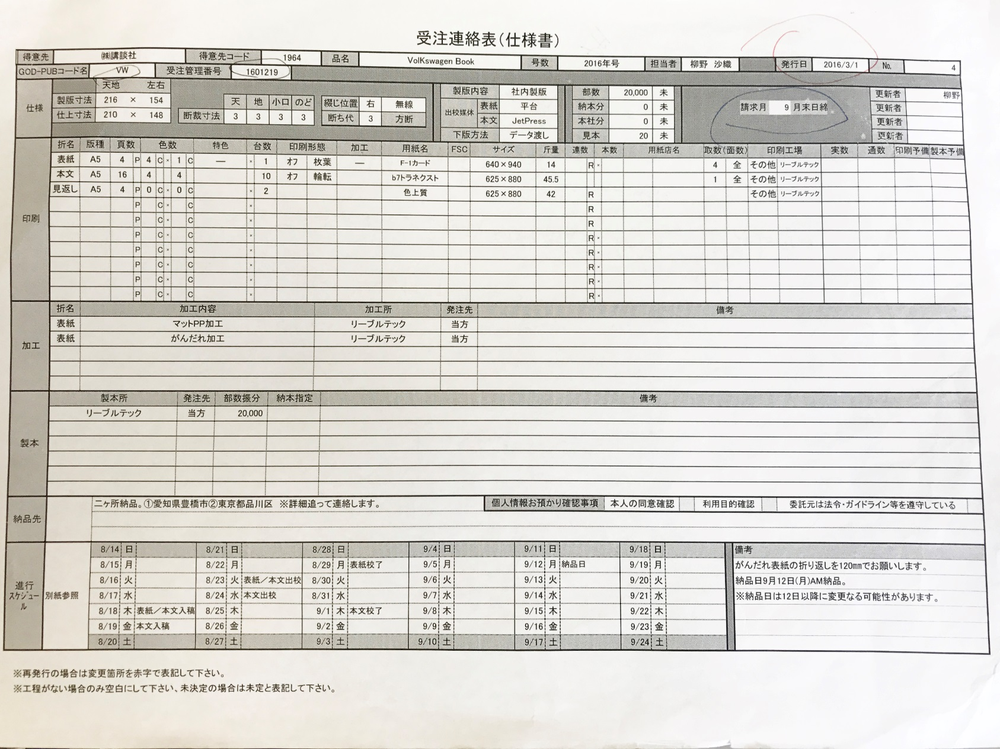 受注連絡表(仕様書)
得意先 ㈱講談社 得意先コード 1964 品名 VolKswagen Book 号数 2016年号 担当者 柳野 沙織 発行日 2016/3/1 No. 4
GOD-PUBコード名 VW 受注管理番号 1601219
仕様
天地 左右
製版寸法 216 × 154
仕上寸法 210 × 148
天 地 小口 のど
断裁寸法 3 3 3 3
綴じ位置 右 無線
断ち代 3 方断
製版内容 社内製版
出校媒体 表紙 平台
本文 JetPress
下版方法 データ渡し
部数 20,000 未
納本分 0 未
本社分 0 未
見本 20 未
請求月 9 月末日締
更新者 柳野
更新者
更新者
更新者
印刷
折名 版種 頁数 色数 特色 台数 印刷形態 加工 用紙名 FSC サイズ 斤量 連数 本数 用紙店名 取数(面数) 印刷工場 実数 通数 印刷予備 製本予備
表紙 A5 4 P 4 C × 1 C — × 1 オフ 枚葉 — F-1カード 640×940 14 R × 4 全 その他 リーブルテック
本文 A5 16 4 4 10 オフ 輪転 b7トラネクスト 625×880 45.5 1 全 その他 リーブルテック
見返し A5 4 P 0 C × 0 C × 2 色上質 625×880 42 R その他 リーブルテック
P C × C × R
P C × C × R
P C × C × R ×
P C × C × R ×
P C × C × R ×
P C × C × R ×
P C × C × R ×
加工
折名 加工内容 加工所 発注先 備考
表紙 マットPP加工 リーブルテック 当方
表紙 がんだれ加工 リーブルテック 当方
製本
製本所 発注先 部数振分 納本指定 備考
リーブルテック 当方 20,000
納品先
二ヶ所納品。①愛知県豊橋市②東京都品川区 ※詳細追って連絡します。
個人情報お預かり確認事項 本人の同意確認 利用目的確認 委託元は法令・ガイドライン等を遵守している
進行スケジュール 別紙参照
8/14 日 8/21 日 8/28 日 9/4 日 9/11 日 9/18 日
8/15 月 8/22 月 8/29 月 表紙校了 9/5 月 9/12 月 納品日 9/19 月
8/16 火 8/23 火 表紙/本文出校 8/30 火 9/6 火 9/13 火 9/20 火
8/17 水 8/24 水 本文出校 8/31 水 9/7 水 9/14 水 9/21 水
8/18 木 表紙/本文入稿 8/25 木 9/1 木 本文校了 9/8 木 9/15 木 9/22 木
8/19 金 本文入稿 8/26 金 9/2 金 9/9 金 9/16 金 9/23 金
8/20 土 8/27 土 9/3 土 9/10 土 9/17 土 9/24 土
備考
がんだれ表紙の折り返しを120mmでお願いします。
納品日9月12日(月)AM納品。
※納品日は12日以降に変更なる可能性があります。
※再発行の場合は変更箇所を赤字で表記して下さい。
※工程がない場合のみ空白にして下さい、未決定の場合は未定と表記して下さい。